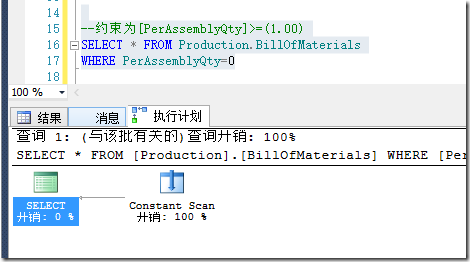 14
15
--约束为[PerAssemblyQty]>=(1.00)
16
SELECT * FROM Production.BillOfMaterials
17
WHERE PerAssemblyQty=0
18
100 %
结果 消息 执行计划
查询 1: (与该批有关的)查询开销: 100%
SELECT * FROM [Production].[BillOfMaterials] WHERE [Per
SELECT
开销: 0 %
Constant Scan
开销: 100 %